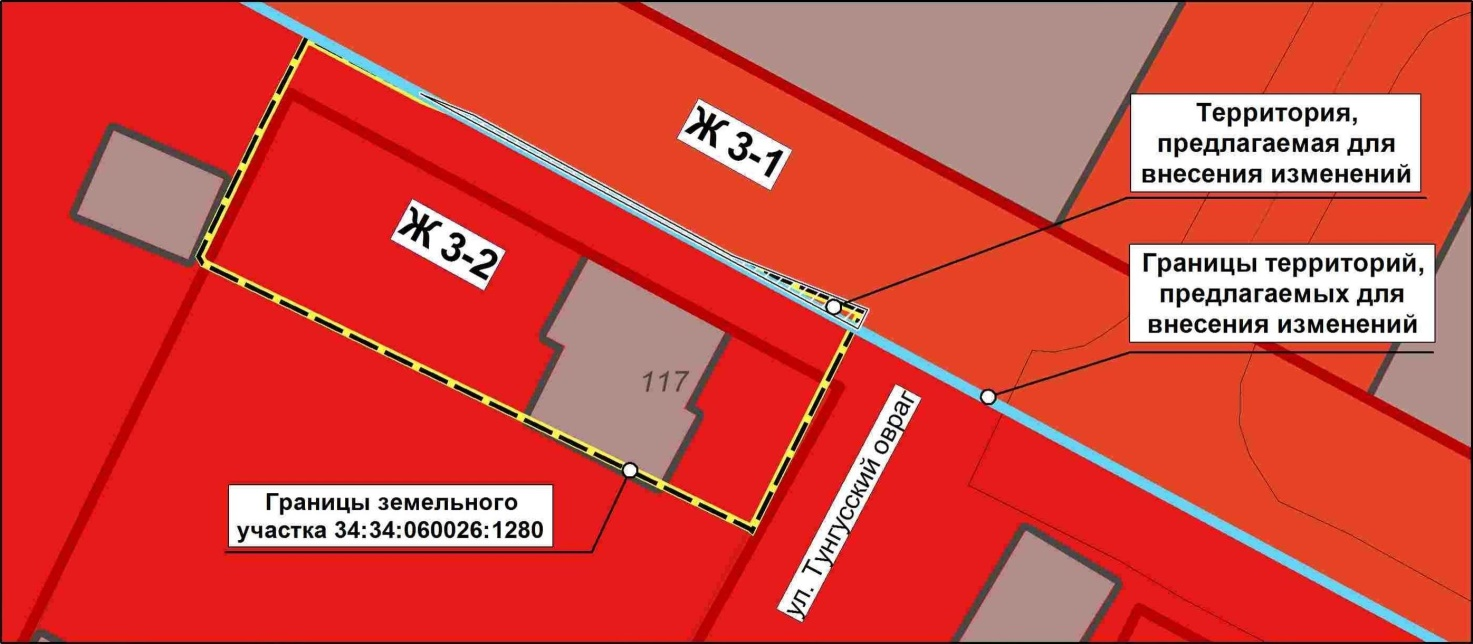 Ж 3-1
Территория,
предлагаемая для
внесения изменений
Ж 3-2
Границы территорий,
предлагаемых для
внесения изменений
117
ул. Тунгусский овраг
Границы земельного
участка 34:34:060026:1280